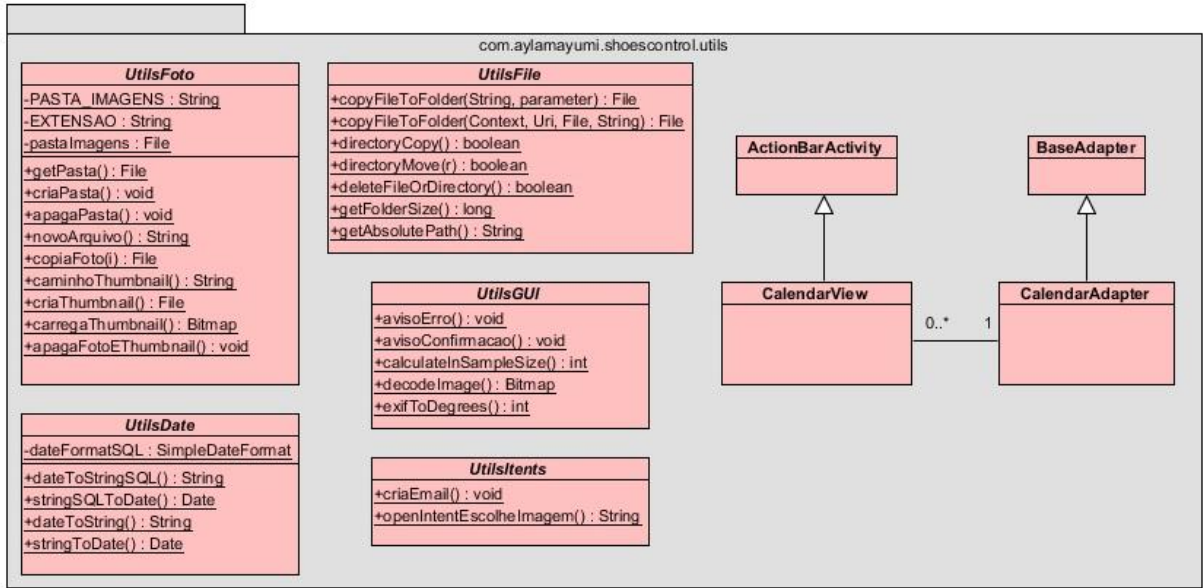 com.aylamayumi.shoescontrol.utils
UtilsFoto
-PASTA_IMAGENS : String
-EXTENSAO : String
-pastaImagens : File
+getPasta() : File
+criaPasta() : void
+apagaPasta() : void
+novoArquivo() : String
+copiaFoto(i) : File
+caminhoThumbnail() : String
+criaThumbnail() : File
+carregaThumbnail() : Bitmap
+apagaFotoEThumbnail() : void
UtilsFile
+copyFileToFolder(String, parameter) : File
+copyFileToFolder(Context, Uri, File, String) : File
+directoryCopy() : boolean
+directoryMove(r) : boolean
+deleteFileOrDirectory() : boolean
+getFolderSize() : long
+getAbsolutePath() : String
ActionBarActivity
BaseAdapter
UtilsGUI
+avisoErro() : void
+avisoConfirmacao() : void
+calculateInSampleSize() : int
+decodeImage() : Bitmap
+exifToDegrees() : int
CalendarView
0..* 1
CalendarAdapter
UtilsDate
-dateFormatSQL : SimpleDateFormat
+dateToStringSQL() : String
+stringSQLToDate() : Date
+dateToString() : String
+stringToDate() : Date
UtilsItents
+criaEmail() : void
+openIntentEscolheImagem() : String